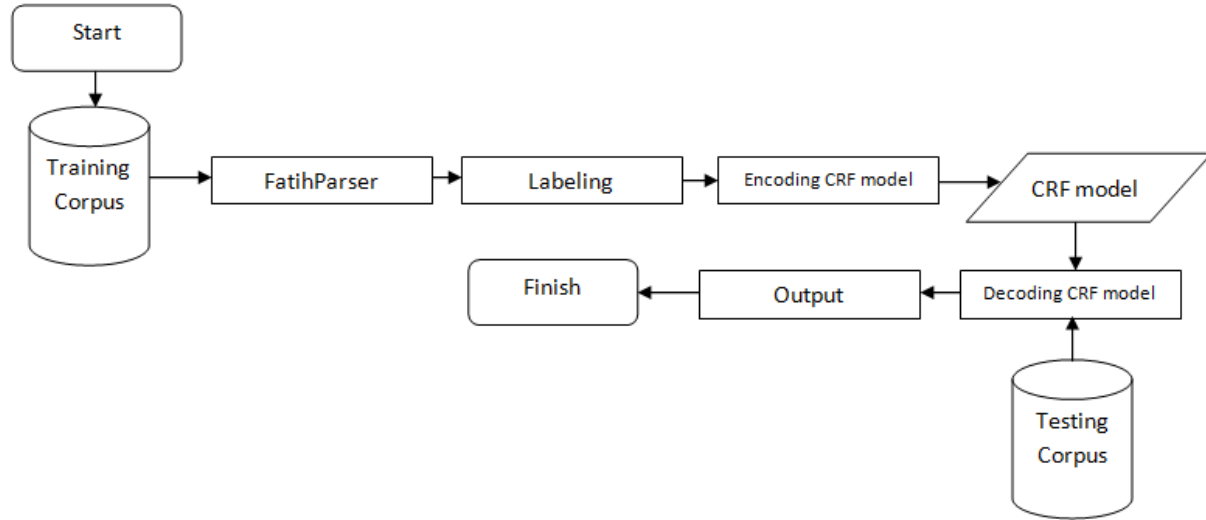 Start
Training
Corpus
FatihParser
Labeling
Encoding CRF model
CRF model
Decoding CRF model
Output
Finish
Testing
Corpus